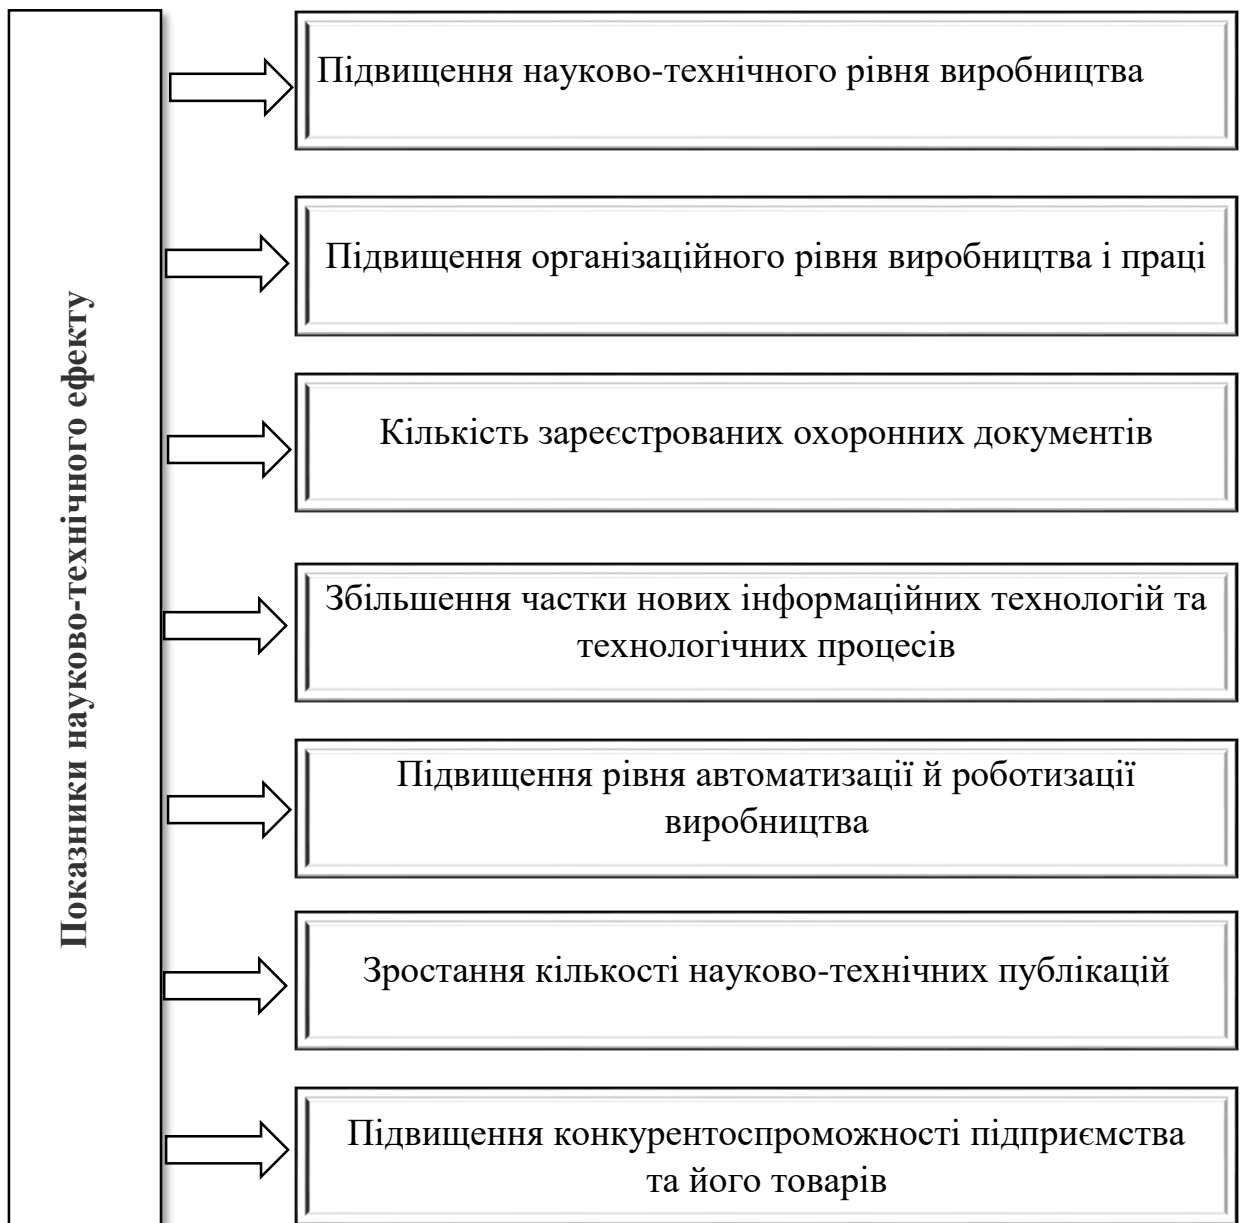 Показники науково-технічного ефекту
Підвищення науково-технічного рівня виробництва
Підвищення організаційного рівня виробництва і праці
Кількість зареєстрованих охоронних документів
Збільшення частки нових інформаційних технологій та
технологічних процесів
Підвищення рівня автоматизації й роботизації
виробництва
Зростання кількості науково-технічних публікацій
Підвищення конкурентоспроможності підприємства
та його товарів